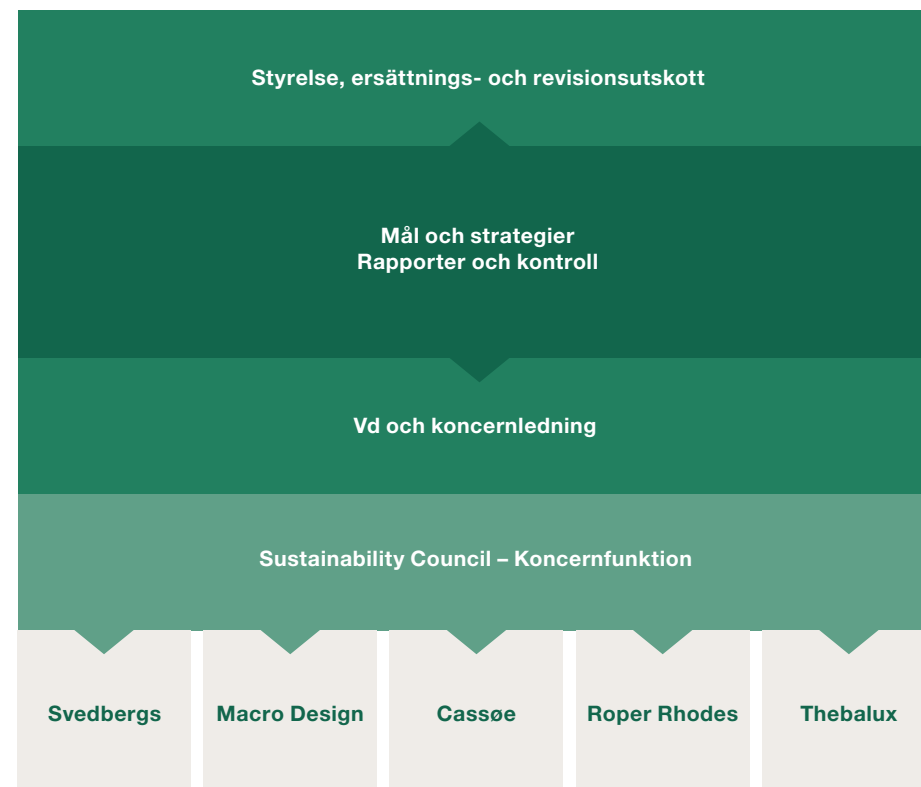 Styrelse, ersättnings- och revisionsutskott
Mål och strategier
Rapporter och kontroll
Vd och koncernledning
Sustainability Council – Koncernfunktion
Svedbergs
Macro Design
Cassøe
Roper Rhodes
Thebalux